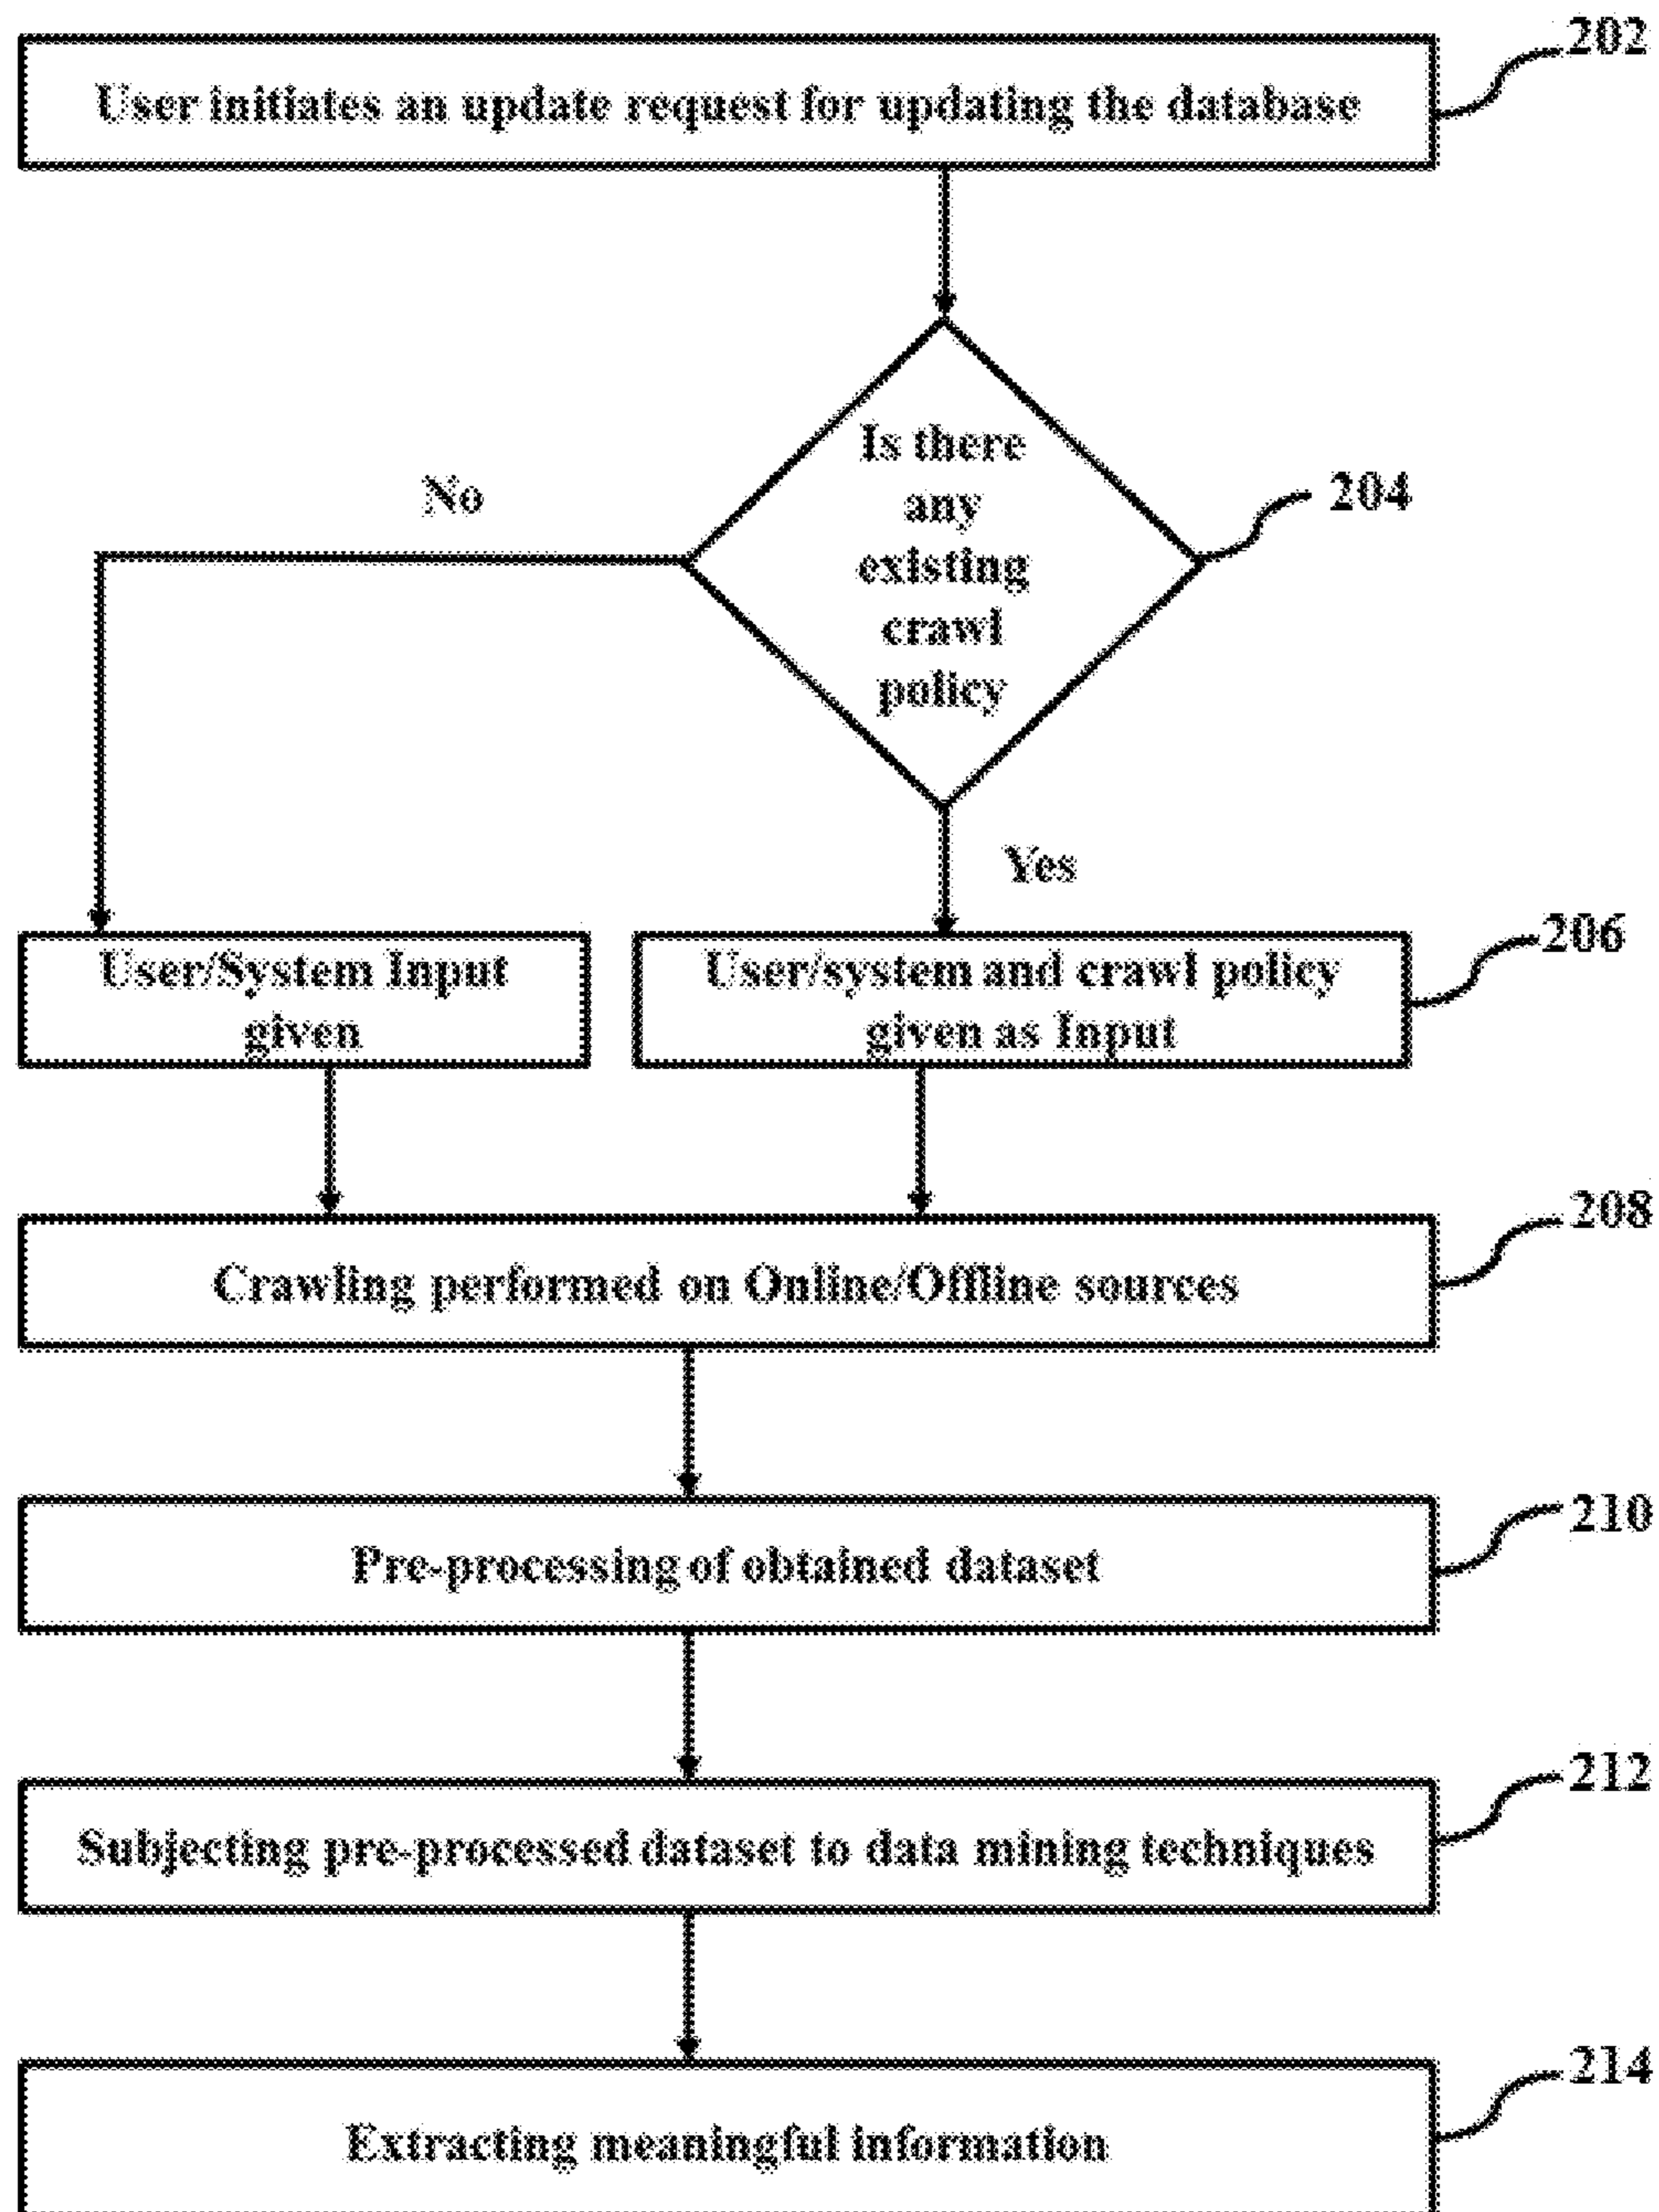 202
User initiates an update request for updating the database
Is there
any
existing
crawl
policy
204
No
Yes
206
User/System Input
given
User/system and crawl policy
given as Input
208
Crawling performed on Online/Offline sources
210
Pre-processing of obtained dataset
212
Subjecting pre-processed dataset to data mining techniques
214
Extracting meaningful information